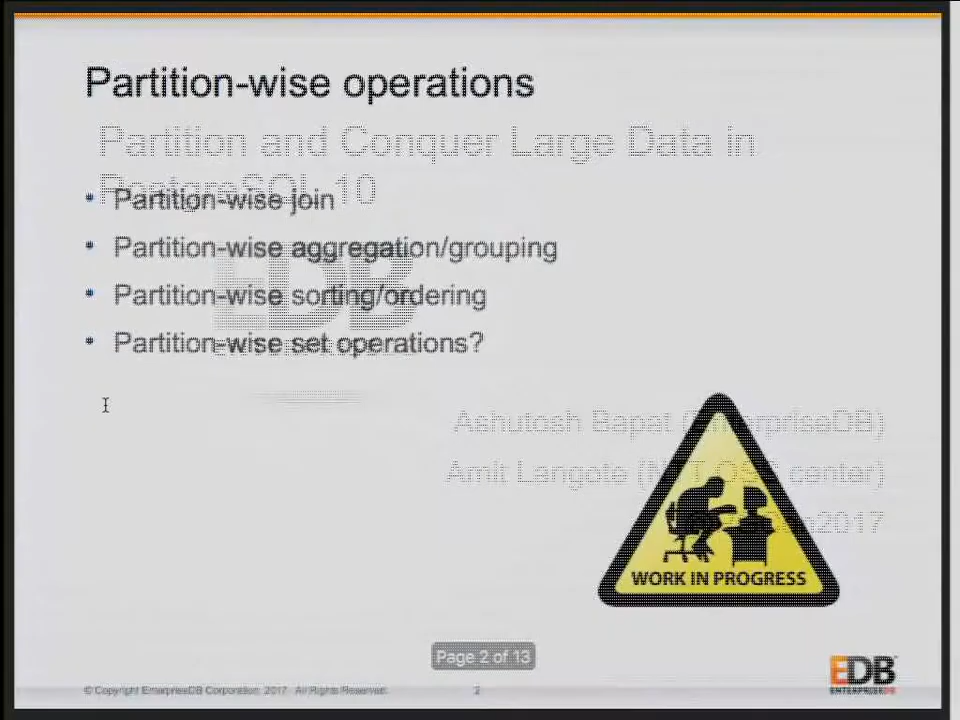 Partition-wise operations
Partition and Conquer Large Data in
PostgreSQL 10
• Partition-wise join
• Partition-wise aggregation/grouping
EDB
• Partition-wise sorting/ordering
• Partition-wise set operations?
Ashutosh Bapat (EnterpriseDB)
Amit Langote (NTT OSS center)
2017
WORK IN PROGRESS
Page 2 of 13
© Copyright EnterpriseDB Corporation, 2017. All Rights Reserved.
2
EDB
ENTERPRISEDB